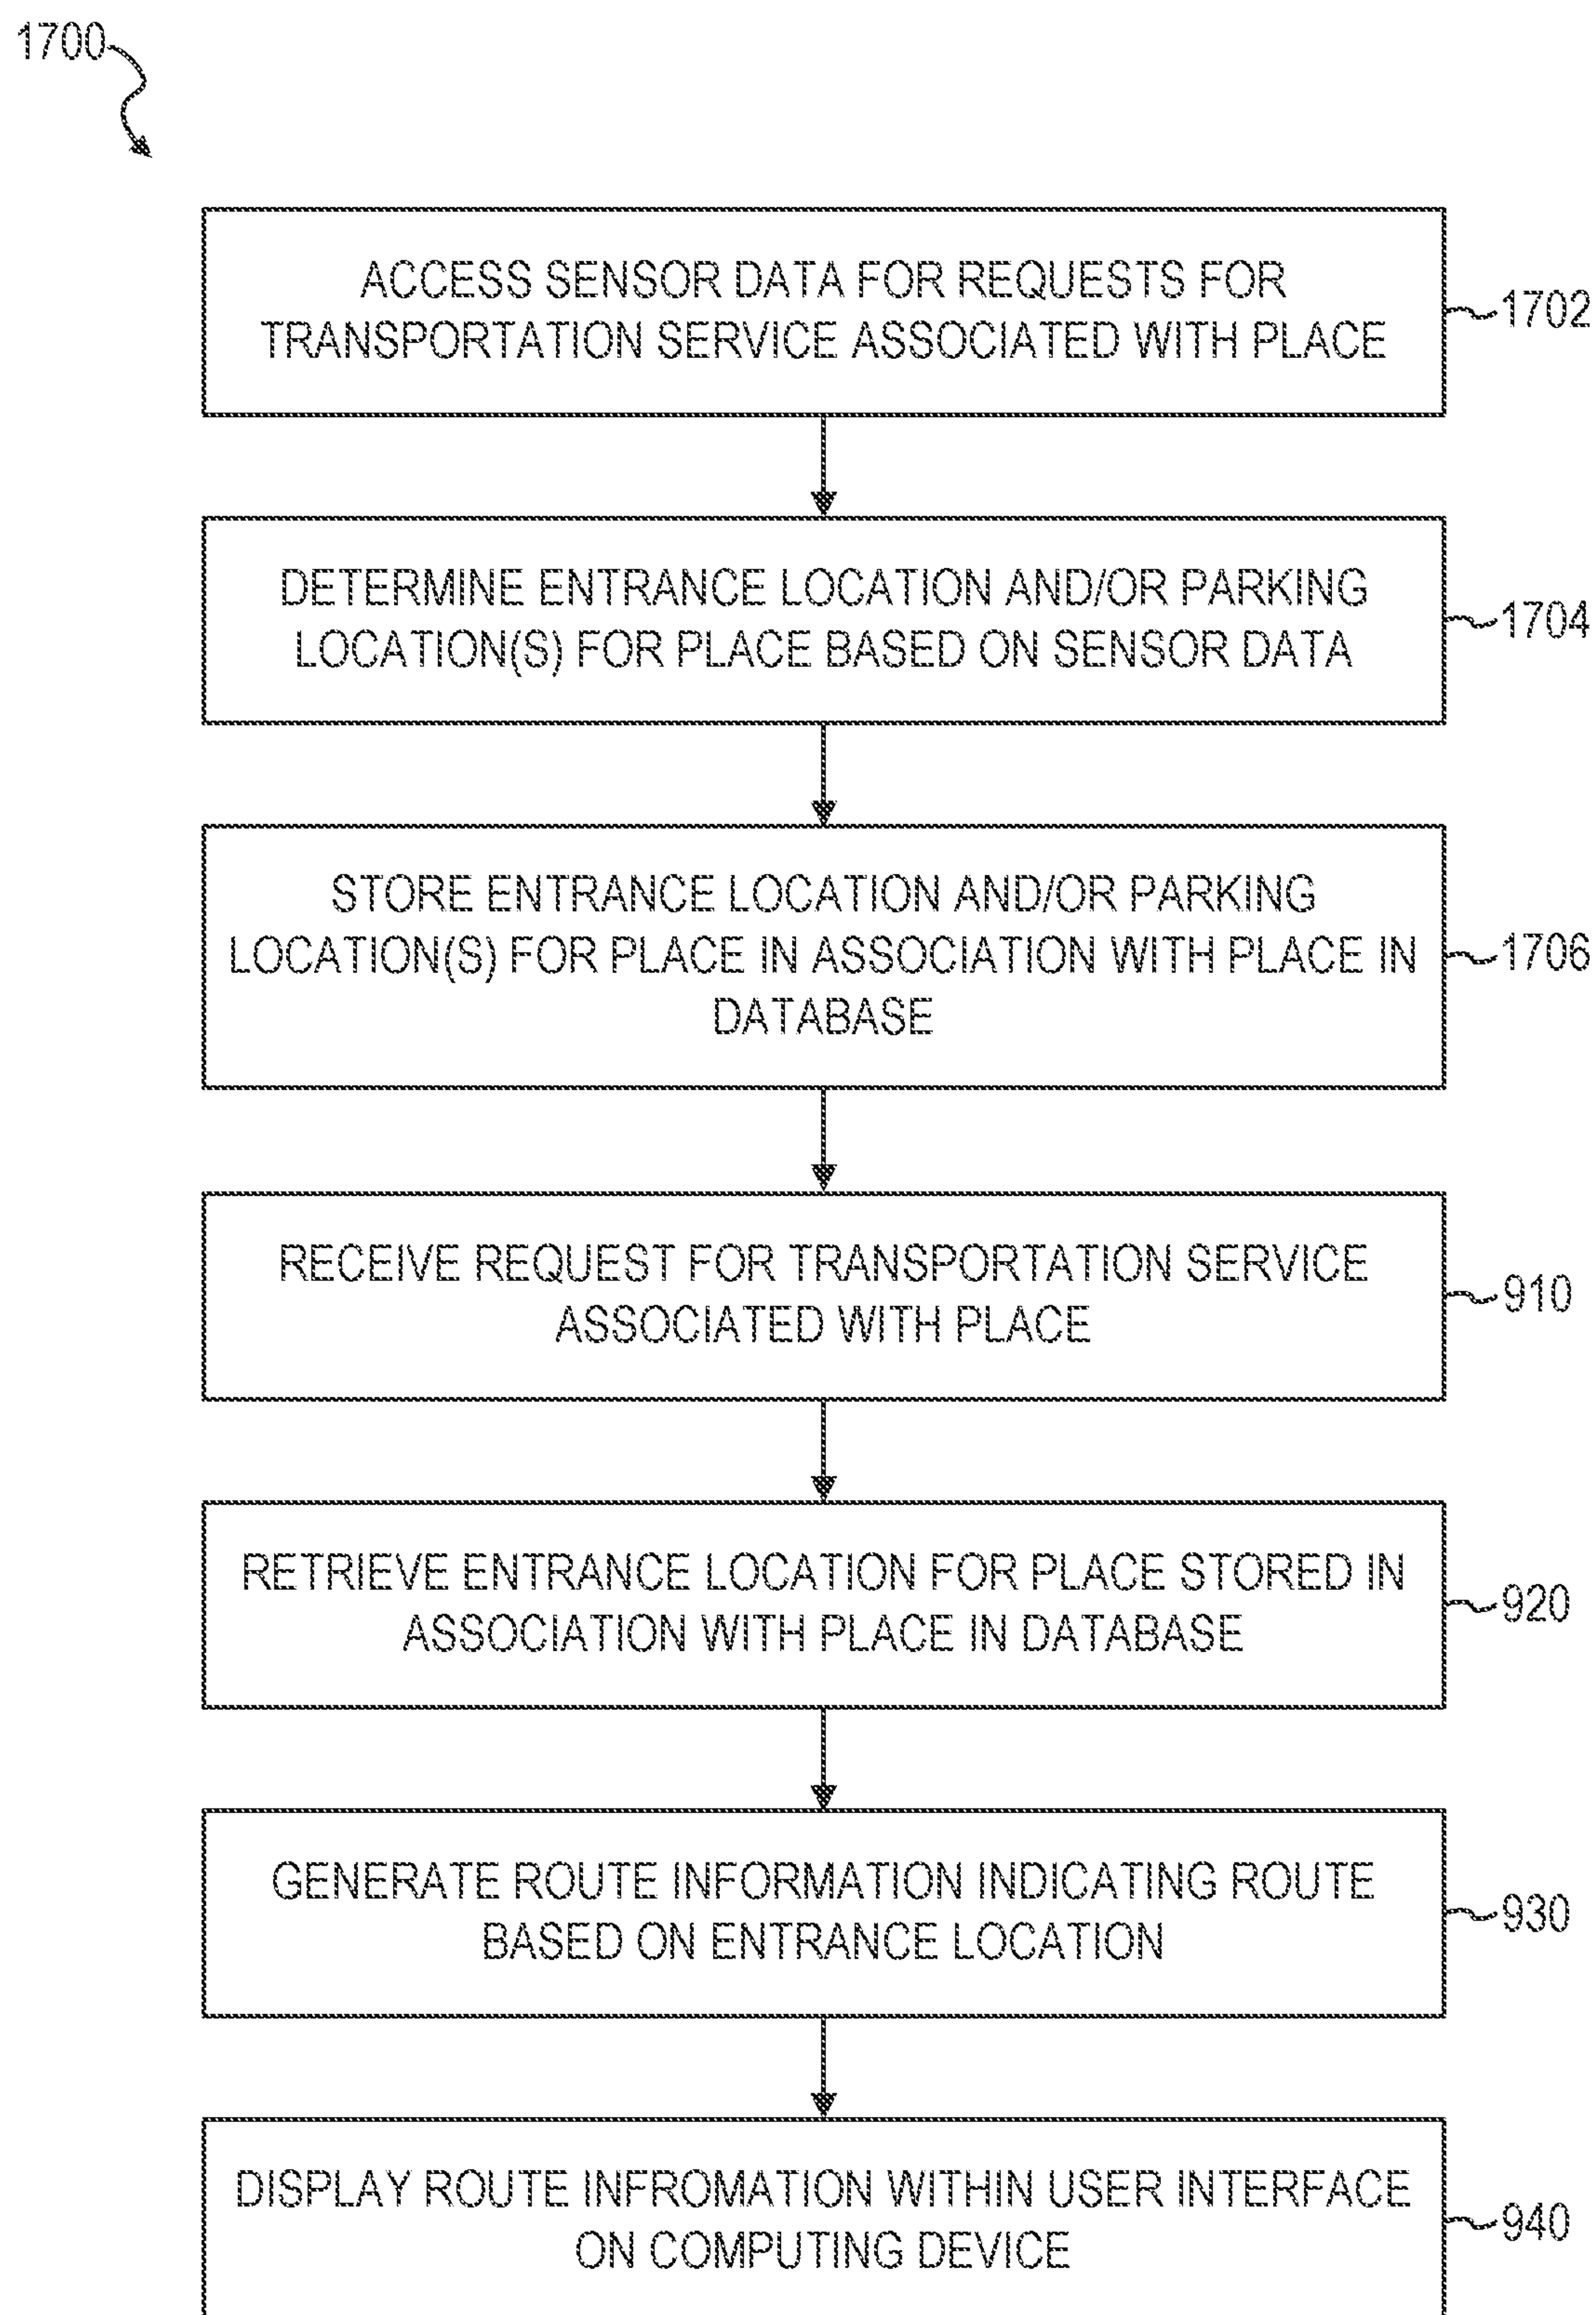 1700
ACCESS SENSOR DATA FOR REQUESTS FOR
TRANSPORTATION SERVICE ASSOCIATED WITH PLACE
1702
DETERMINE ENTRANCE LOCATION AND/OR PARKING
LOCATION(S) FOR PLACE BASED ON SENSOR DATA
1704
STORE ENTRANCE LOCATION AND/OR PARKING
LOCATION(S) FOR PLACE IN ASSOCIATION WITH PLACE IN
DATABASE
1706
RECEIVE REQUEST FOR TRANSPORTATION SERVICE
ASSOCIATED WITH PLACE
910
RETRIEVE ENTRANCE LOCATION FOR PLACE STORED IN
ASSOCIATION WITH PLACE IN DATABASE
920
GENERATE ROUTE INFORMATION INDICATING ROUTE
BASED ON ENTRANCE LOCATION
930
DISPLAY ROUTE INFROMATION WITHIN USER INTERFACE
ON COMPUTING DEVICE
940